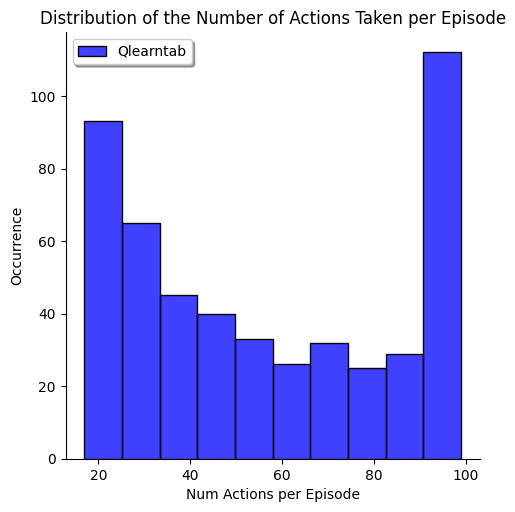 Distribution of the Number of Actions Taken per Episode
Qlearntab
100
80
60
40
20
0
Occurrence
20 40 60 80 100
Num Actions per Episode